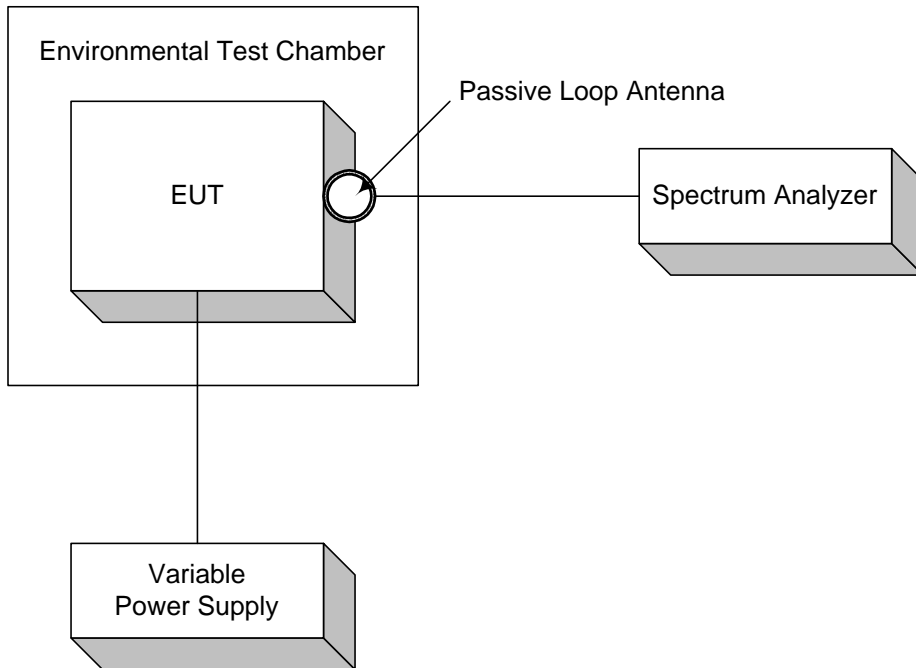 Environmental Test Chamber
Passive Loop Antenna
EUT
Spectrum Analyzer
Variable
Power Supply